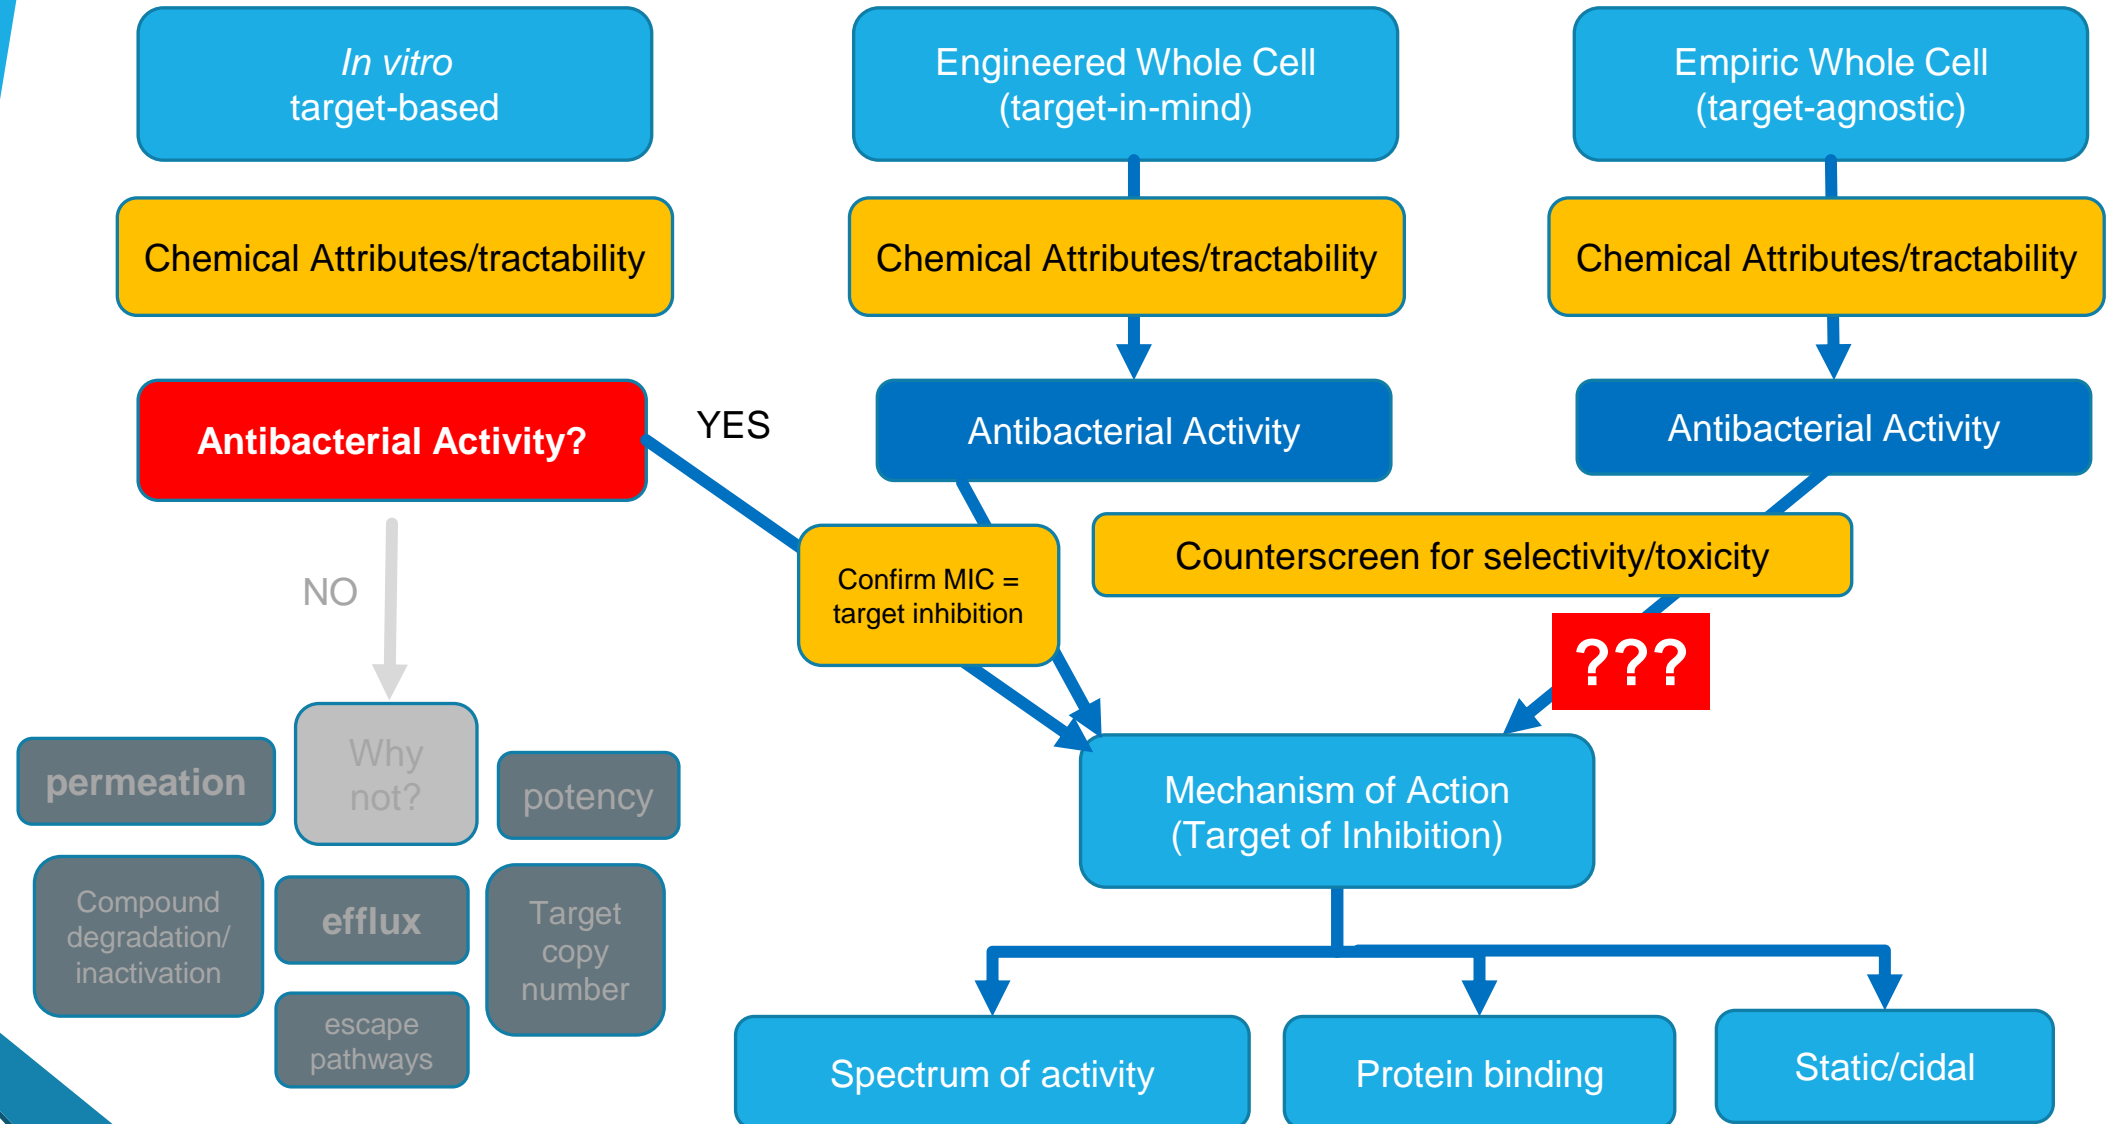 In vitro
target-based
Engineered Whole Cell
(target-in-mind)
Empiric Whole Cell
(target-agnostic)
Chemical Attributes/tractability
Chemical Attributes/tractability
Chemical Attributes/tractability
Antibacterial Activity?
YES
Antibacterial Activity
Antibacterial Activity
NO
Confirm MIC =
target inhibition
Counterscreen for selectivity/toxicity
???
Why
not?
permeation
potency
Mechanism of Action
(Target of Inhibition)
Compound
degradation/
inactivation
efflux
Target
copy
number
escape
pathways
Spectrum of activity
Protein binding
Static/cidal